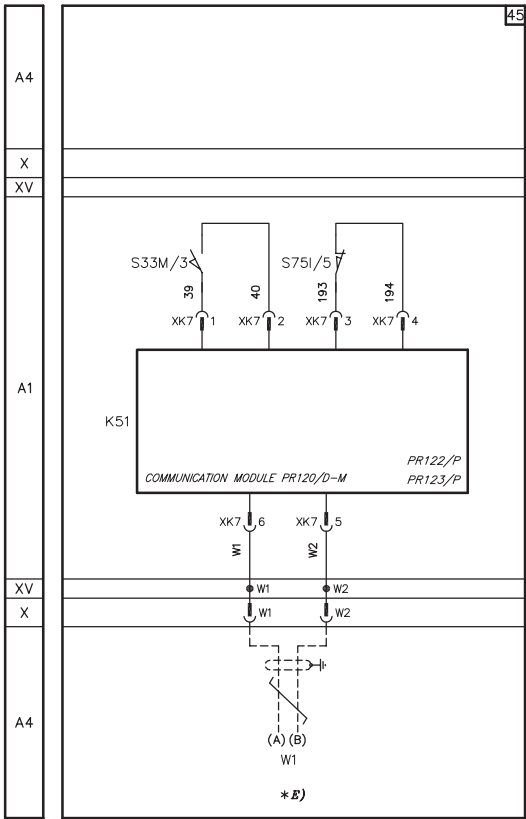 45
A4
X
XV
A1
S33M/3
S75I/5
39
40
193
194
XK7 1
XK7 2
XK7 3
XK7 4
K51
PR122/P
COMMUNICATION MODULE PR120/D-M
PR123/P
XK7 6
XK7 5
W1
W2
XV
W1
W2
X
W1
W2
A4
(A) (B)
W1
*E)